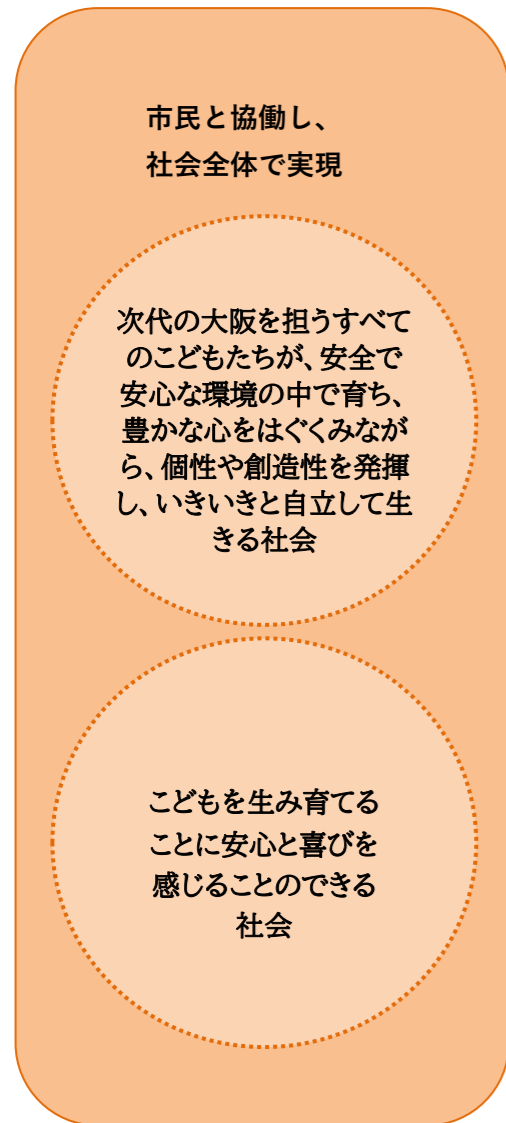 市民と協働し、
社会全体で実現
次代の大阪を担うすべて
のこどもたちが、安全で
安心な環境の中で育ち、
豊かな心をはぐくみなが
ら、個性や創造性を発揮
し、いきいきと自立して生
きる社会
こどもを生み育てる
ことに安心と喜びを
感じることのできる
社会